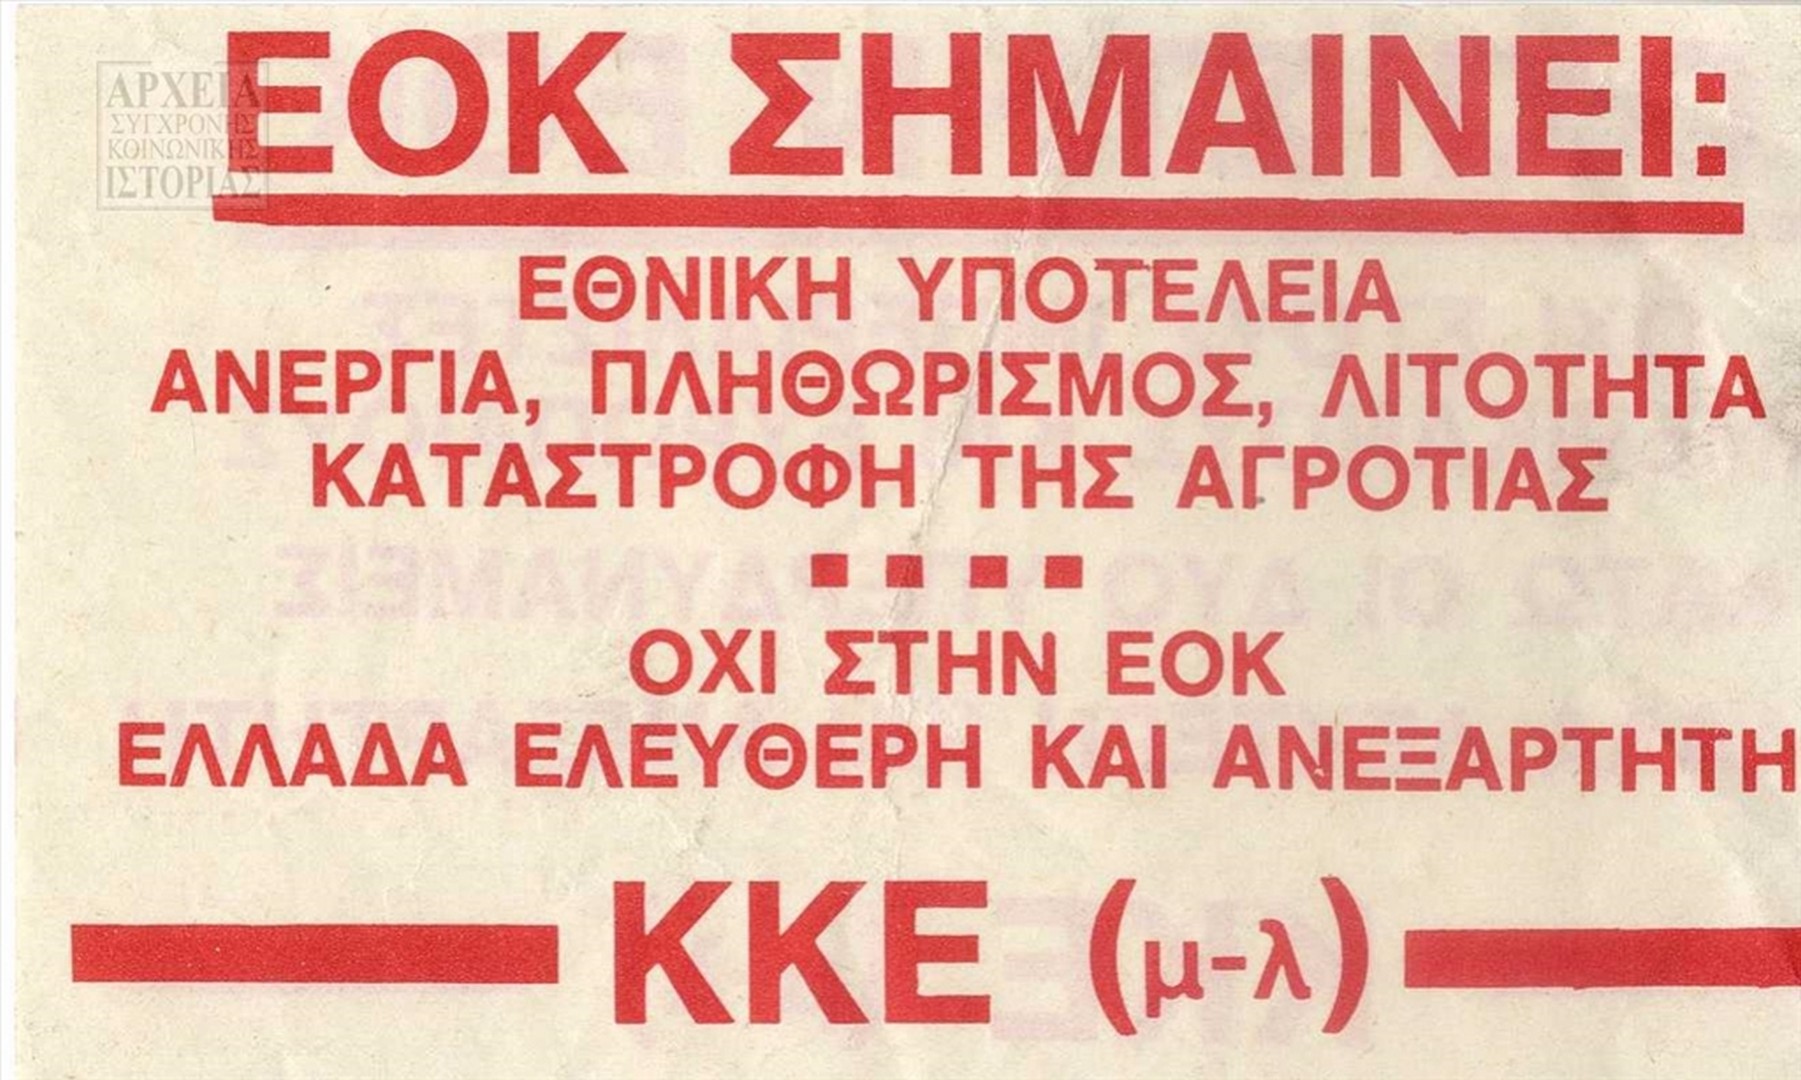 ΑΡΧΕΙΑ
ΣΥΓΧΡΟΝΗΣ
ΚΟΙΝΩΝΙΚΗΣ
ΙΣΤΟΡΙΑΣ
ΕΟΚ ΣΗΜΑΙΝΕΙ:
ΕΘΝΙΚΗ ΥΠΟΤΕΛΕΙΑ
ΑΝΕΡΓΙΑ, ΠΛΗΘΩΡΙΣΜΟΣ, ΛΙΤΟΤΗΤΑ
ΚΑΤΑΣΤΡΟΦΗ ΤΗΣ ΑΓΡΟΤΙΑΣ
ΟΧΙ ΣΤΗΝ ΕΟΚ
ΕΛΛΑΔΑ ΕΛΕΥΘΕΡΗ ΚΑΙ ΑΝΕΞΑΡΤΗΤΗ
ΚΚΕ (μ-λ)